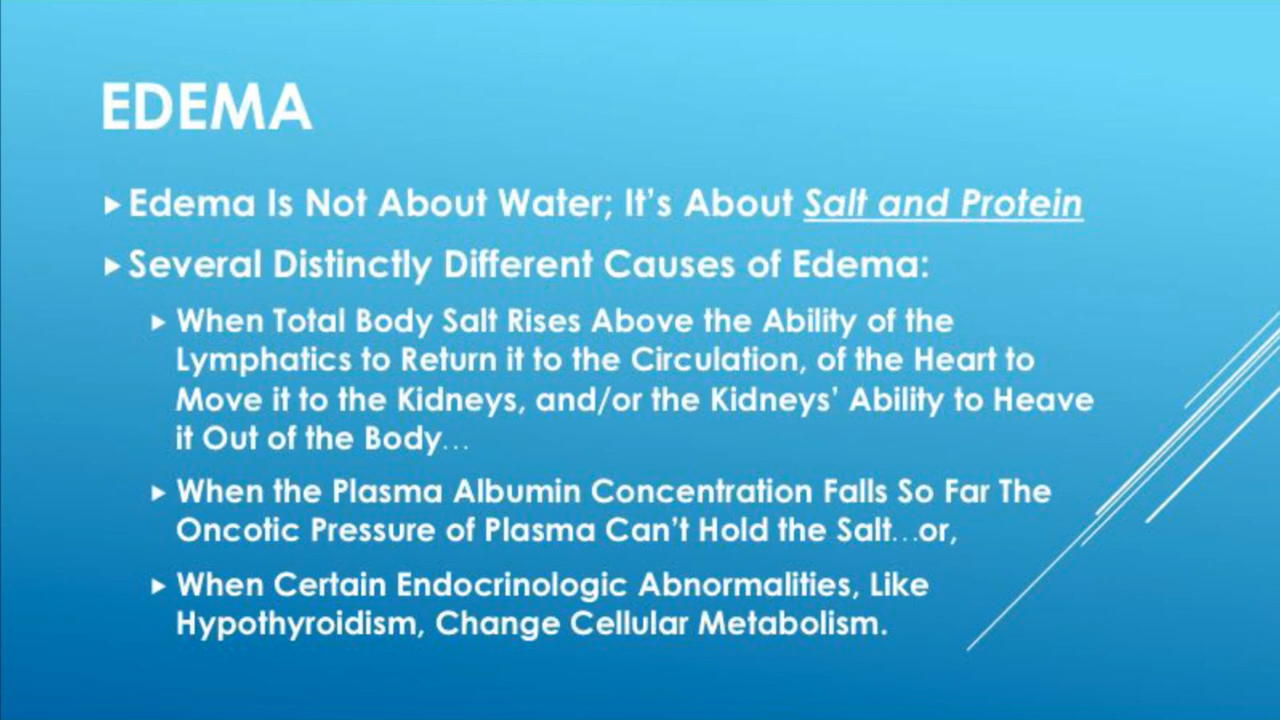 EDEMA
Edema Is Not About Water; It's About Salt and Protein
Several Distinctly Different Causes of Edema:
When Total Body Salt Rises Above the Ability of the
Lymphatics to Return it to the Circulation, of the Heart to
Move it to the Kidneys, and/or the Kidneys' Ability to Heave
it Out of the Body…
When the Plasma Albumin Concentration Falls So Far The
Oncotic Pressure of Plasma Can't Hold the Salt…or,
When Certain Endocrinologic Abnormalities, Like
Hypothyroidism, Change Cellular Metabolism.